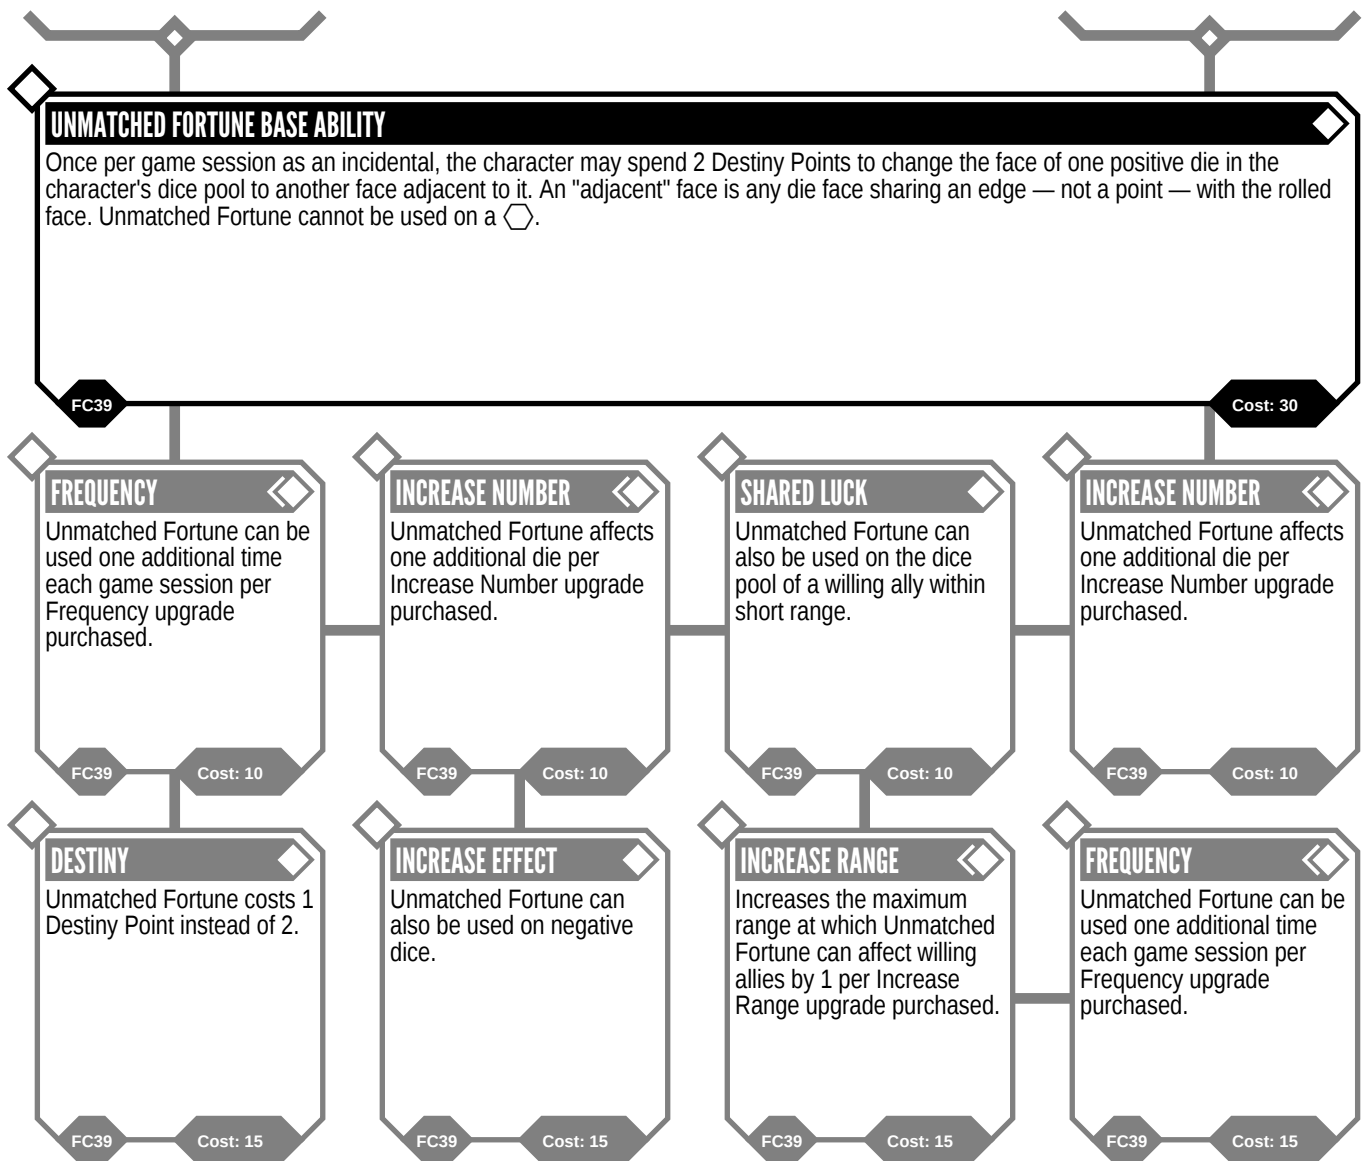 UNMATCHED FORTUNE BASE ABILITY
Once per game session as an incidental, the character may spend 2 Destiny Points to change the face of one positive die in the
character's dice pool to another face adjacent to it. An "adjacent" face is any die face sharing an edge — not a point — with the rolled
face. Unmatched Fortune cannot be used on a .
FC39
Cost: 30
FREQUENCY
Unmatched Fortune can be
used one additional time
each game session per
Frequency upgrade
purchased.
FC39
Cost: 10
INCREASE NUMBER
Unmatched Fortune affects
one additional die per
Increase Number upgrade
purchased.
FC39
Cost: 10
SHARED LUCK
Unmatched Fortune can
also be used on the dice
pool of a willing ally within
short range.
FC39
Cost: 10
INCREASE NUMBER
Unmatched Fortune affects
one additional die per
Increase Number upgrade
purchased.
FC39
Cost: 10
DESTINY
Unmatched Fortune costs 1
Destiny Point instead of 2.
FC39
Cost: 15
INCREASE EFFECT
Unmatched Fortune can
also be used on negative
dice.
FC39
Cost: 15
INCREASE RANGE
Increases the maximum
range at which Unmatched
Fortune can affect willing
allies by 1 per Increase
Range upgrade purchased.
FC39
Cost: 15
FREQUENCY
Unmatched Fortune can be
used one additional time
each game session per
Frequency upgrade
purchased.
FC39
Cost: 15